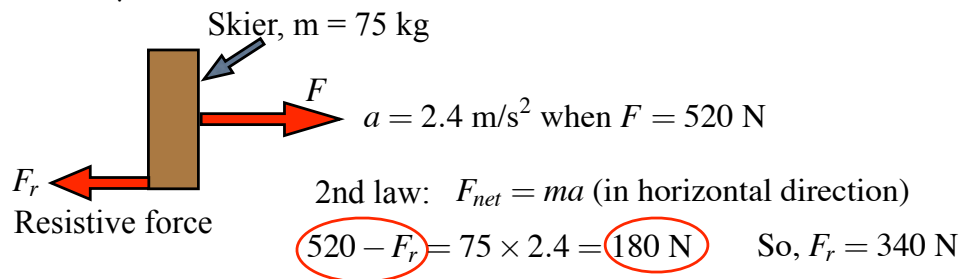 Skier, m = 75 kg
F
a = 2.4 m/s² when F = 520 N
Fᵣ
Resistive force
2nd law: F_net = ma (in horizontal direction)
520 − Fᵣ = 75 × 2.4 = 180 N So, Fᵣ = 340 N